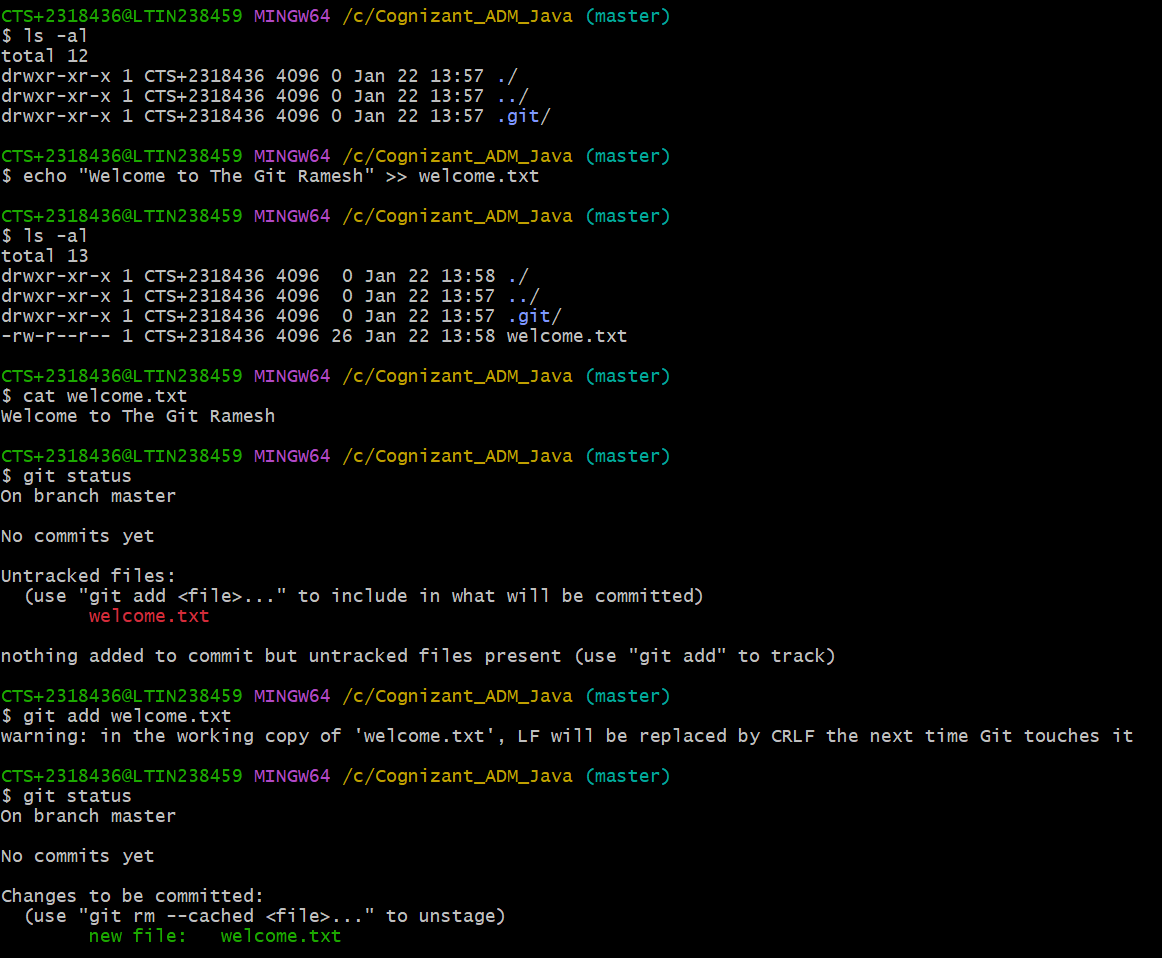 CTS+2318436@LTIN238459 MINGW64 /c/Cognizant_ADM_Java (master)
$ ls -al
total 12
drwxr-xr-x 1 CTS+2318436 4096 0 Jan 22 13:57 ./
drwxr-xr-x 1 CTS+2318436 4096 0 Jan 22 13:57 ../
drwxr-xr-x 1 CTS+2318436 4096 0 Jan 22 13:57 .git/
CTS+2318436@LTIN238459 MINGW64 /c/Cognizant_ADM_Java (master)
$ echo "Welcome to The Git Ramesh" >> welcome.txt
CTS+2318436@LTIN238459 MINGW64 /c/Cognizant_ADM_Java (master)
$ ls -al
total 13
drwxr-xr-x 1 CTS+2318436 4096  0 Jan 22 13:58 ./
drwxr-xr-x 1 CTS+2318436 4096  0 Jan 22 13:57 ../
drwxr-xr-x 1 CTS+2318436 4096  0 Jan 22 13:57 .git/
-rw-r--r-- 1 CTS+2318436 4096 26 Jan 22 13:58 welcome.txt
CTS+2318436@LTIN238459 MINGW64 /c/Cognizant_ADM_Java (master)
$ cat welcome.txt
Welcome to The Git Ramesh
CTS+2318436@LTIN238459 MINGW64 /c/Cognizant_ADM_Java (master)
$ git status
On branch master
No commits yet
Untracked files:
  (use "git add <file>..." to include in what will be committed)
        welcome.txt
nothing added to commit but untracked files present (use "git add" to track)
CTS+2318436@LTIN238459 MINGW64 /c/Cognizant_ADM_Java (master)
$ git add welcome.txt
warning: in the working copy of 'welcome.txt', LF will be replaced by CRLF the next time Git touches it
CTS+2318436@LTIN238459 MINGW64 /c/Cognizant_ADM_Java (master)
$ git status
On branch master
No commits yet
Changes to be committed:
  (use "git rm --cached <file>..." to unstage)
        new file:   welcome.txt